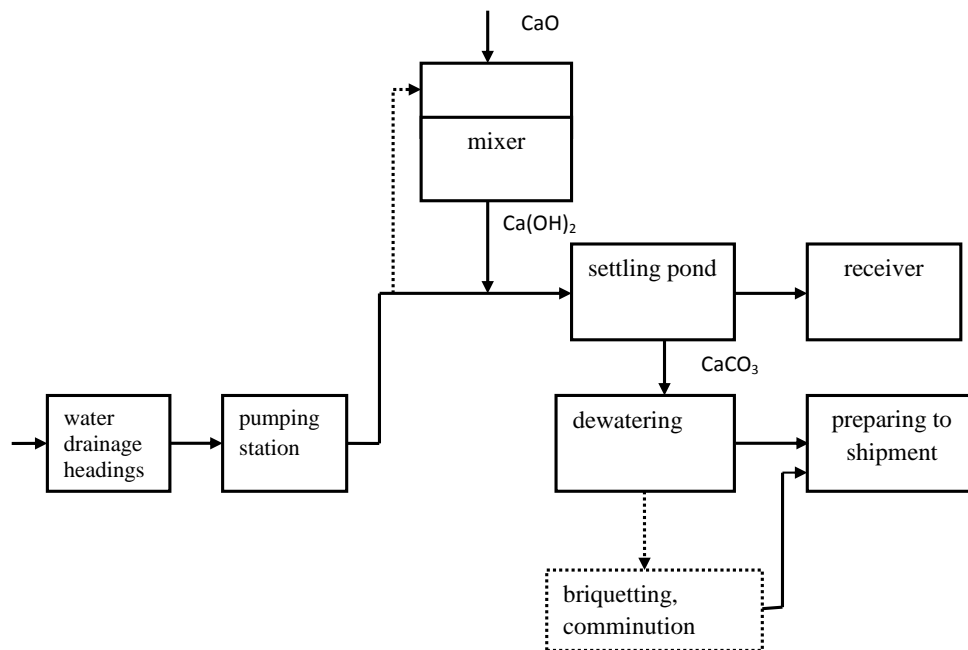 CaO
mixer
Ca(OH)₂
settling pond
receiver
CaCO₃
water
drainage
headings
pumping
station
dewatering
preparing to
shipment
briquetting,
comminution